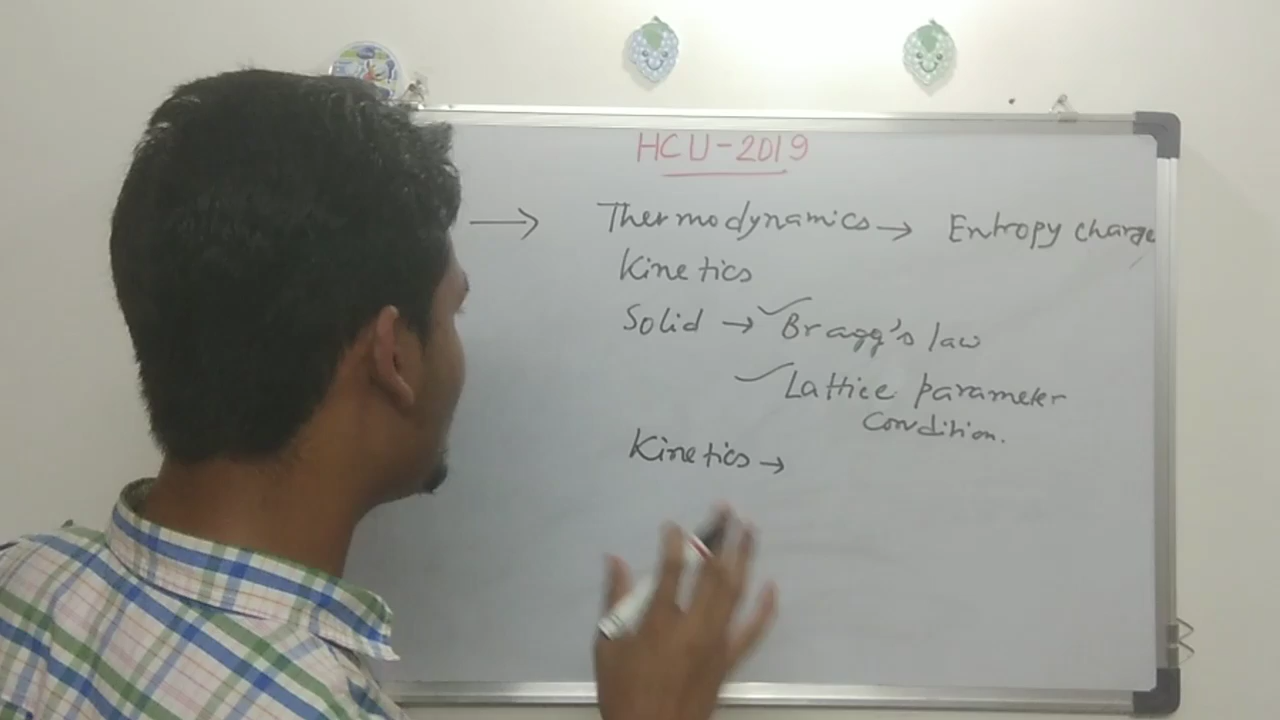 HCU-2019
→ Thermodynamics → Entropy change
Kinetics
Solid → ✓ Bragg's law
✓ Lattice parameter
condition.
Kinetics →